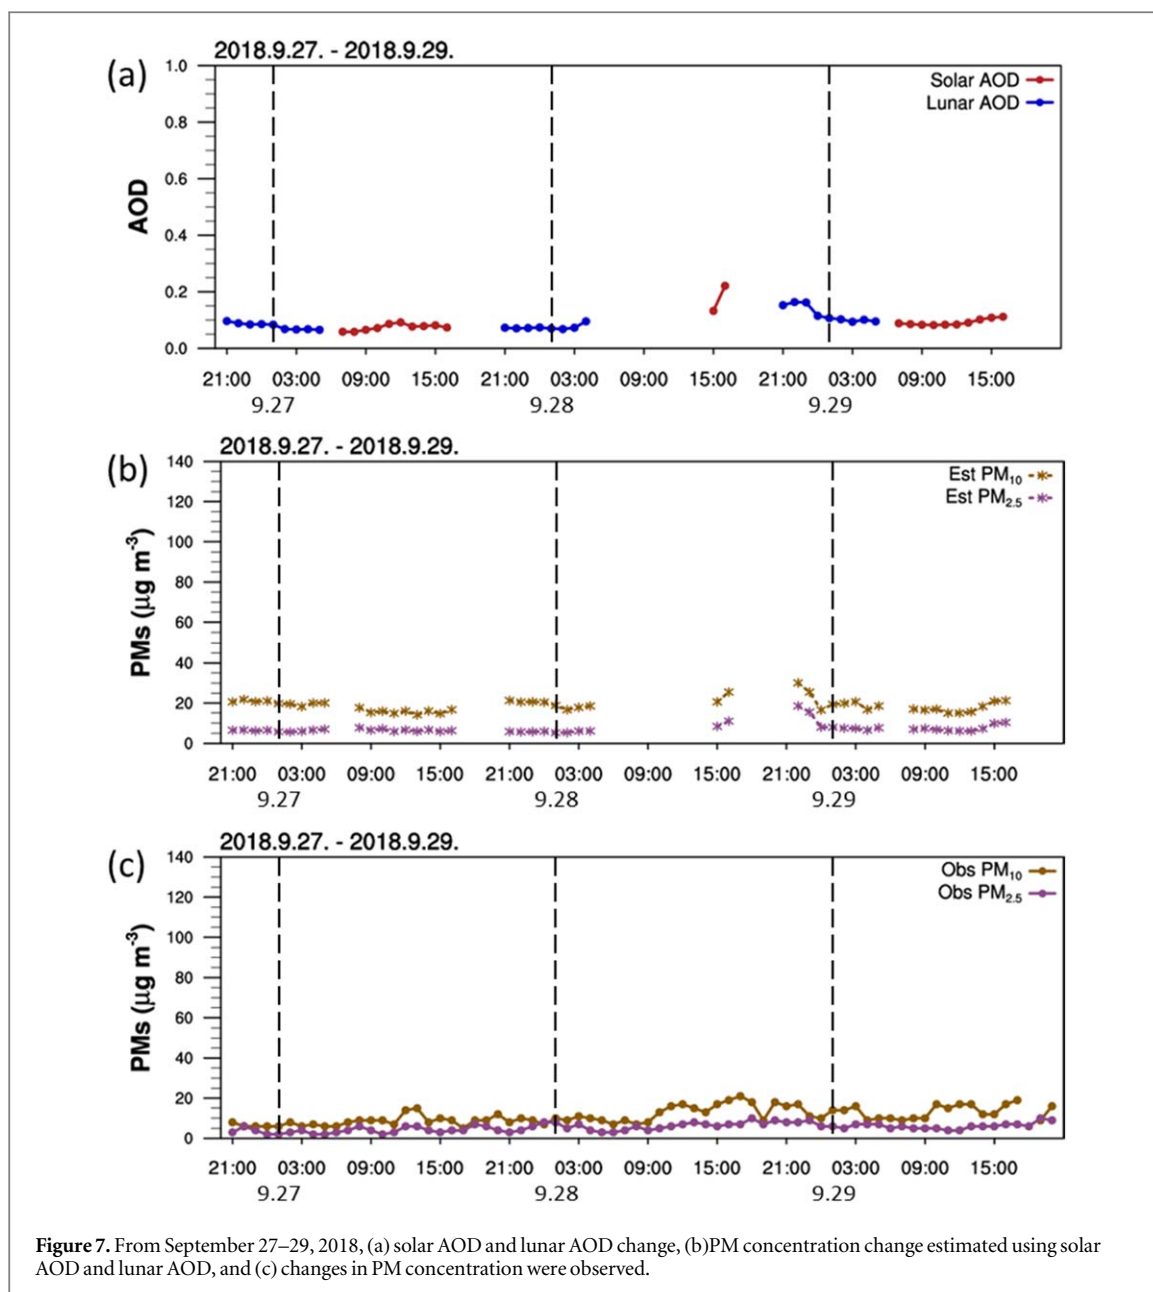 2018.9.27. - 2018.9.29.
(a)
Solar AOD
Lunar AOD
AOD
1.0
0.8
0.6
0.4
0.2
0.0
21:00 03:00 09:00 15:00 21:00 03:00 09:00 15:00 21:00 03:00 09:00 15:00
9.27 9.28 9.29
2018.9.27. - 2018.9.29.
(b)
Est PM10
Est PM2.5
PMs (μg m-3)
140
120
100
80
60
40
20
0
21:00 03:00 09:00 15:00 21:00 03:00 09:00 15:00 21:00 03:00 09:00 15:00
9.27 9.28 9.29
2018.9.27. - 2018.9.29.
(c)
Obs PM10
Obs PM2.5
PMs (μg m-3)
140
120
100
80
60
40
20
0
21:00 03:00 09:00 15:00 21:00 03:00 09:00 15:00 21:00 03:00 09:00 15:00
9.27 9.28 9.29
Figure 7. From September 27–29, 2018, (a) solar AOD and lunar AOD change, (b)PM concentration change estimated using solar
AOD and lunar AOD, and (c) changes in PM concentration were observed.